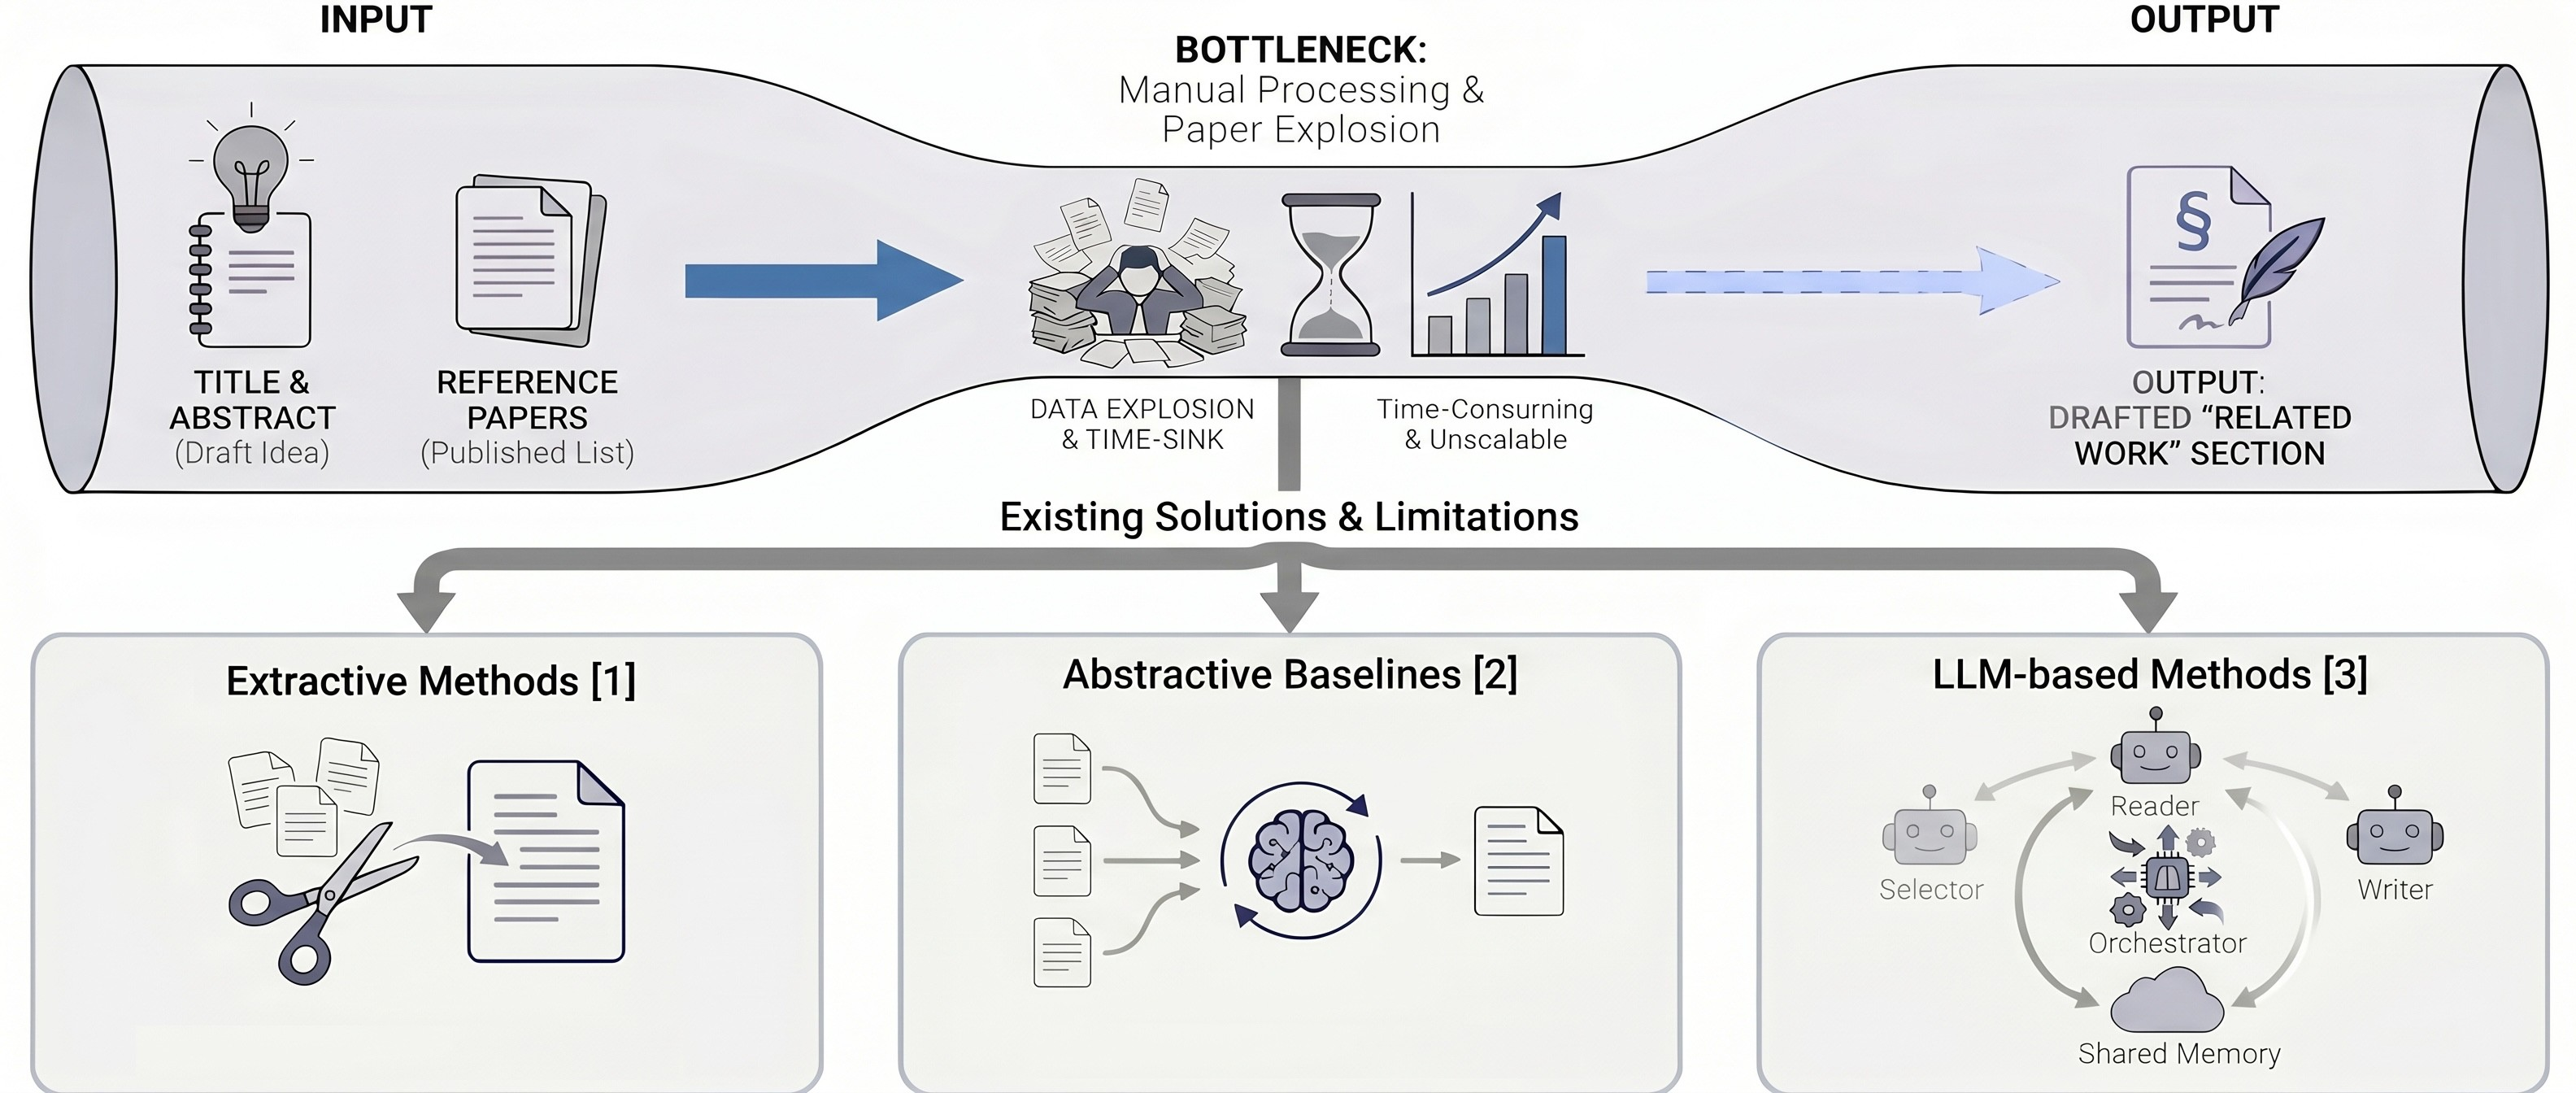 INPUT
OUTPUT
BOTTLENECK:
Manual Processing &
Paper Explosion
TITLE &
ABSTRACT
(Draft Idea)
REFERENCE
PAPERS
(Published List)
DATA EXPLOSION
& TIME-SINK
Time-Consurning
& Unscalable
§
OUTPUT:
DRAFTED “RELATED
WORK” SECTION
Existing Solutions & Limitations
Extractive Methods [1]
Abstractive Baselines [2]
LLM-based Methods [3]
Reader
Selector
Writer
Orchestrator
Shared Memory